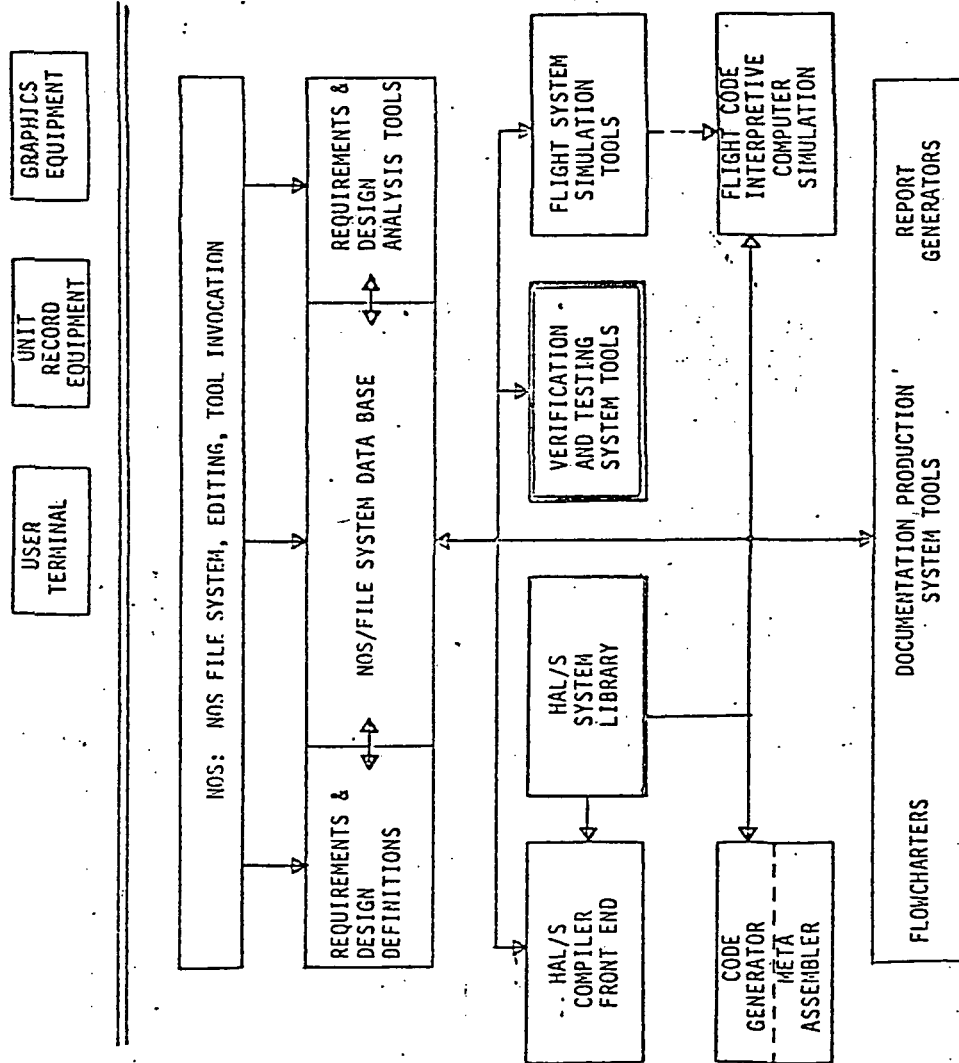 USER
TERMINAL
UNIT
RECORD
EQUIPMENT
GRAPHICS
EQUIPMENT
NOS: NOS FILE SYSTEM, EDITING, TOOL INVOCATION
REQUIREMENTS &
DESIGN
DEFINITIONS
NOS/FILE SYSTEM DATA BASE
REQUIREMENTS &
DESIGN
ANALYSIS TOOLS
HAL/S
COMPILER
FRONT END
HAL/S
SYSTEM
LIBRARY
VERIFICATION
AND TESTING
SYSTEM TOOLS
FLIGHT SYSTEM
SIMULATION
TOOLS
CODE
GENERATOR
META
ASSEMBLER
FLIGHT CODE
INTERPRETIVE
COMPUTER
SIMULATION
FLOWCHARTERS
DOCUMENTATION PRODUCTION
SYSTEM TOOLS
REPORT
GENERATORS